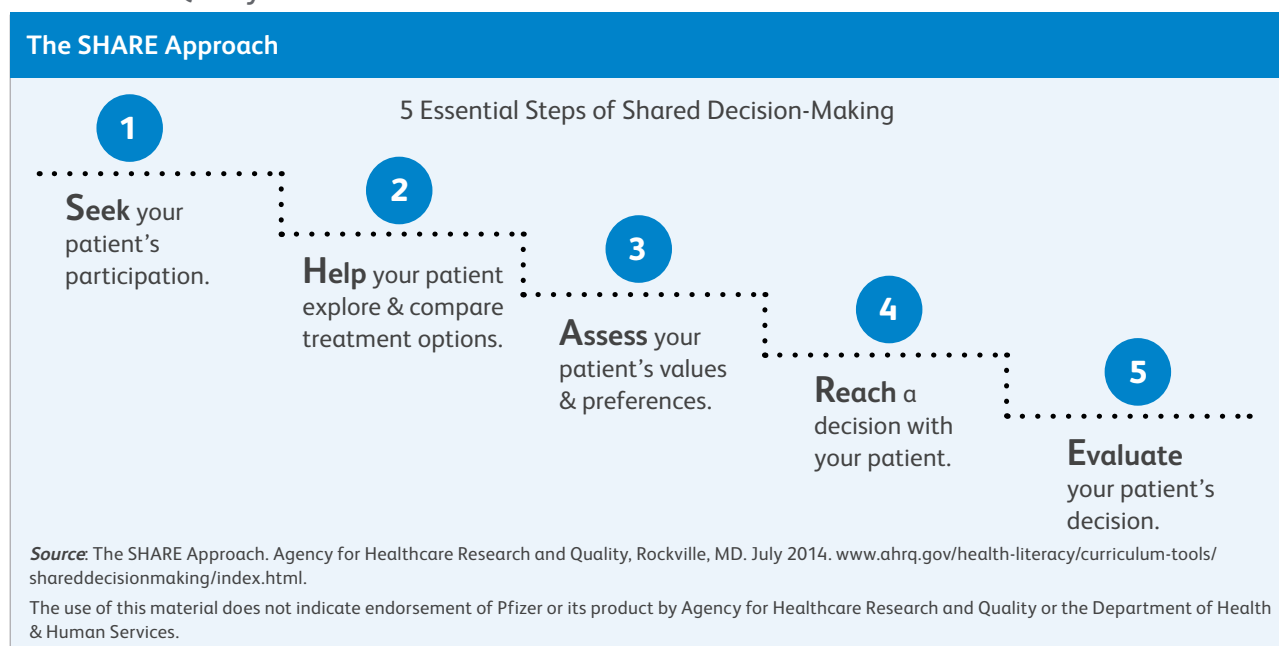 The SHARE Approach
5 Essential Steps of Shared Decision-Making
1
Seek your
patient’s
participation.
2
Help your patient
explore & compare
treatment options.
3
Assess your
patient’s values
& preferences.
4
Reach a
decision with
your patient.
5
Evaluate
your patient’s
decision.
Source: The SHARE Approach. Agency for Healthcare Research and Quality, Rockville, MD. July 2014. www.ahrq.gov/health-literacy/curriculum-tools/
shareddecisionmaking/index.html.
The use of this material does not indicate endorsement of Pfizer or its product by Agency for Healthcare Research and Quality or the Department of Health
& Human Services.